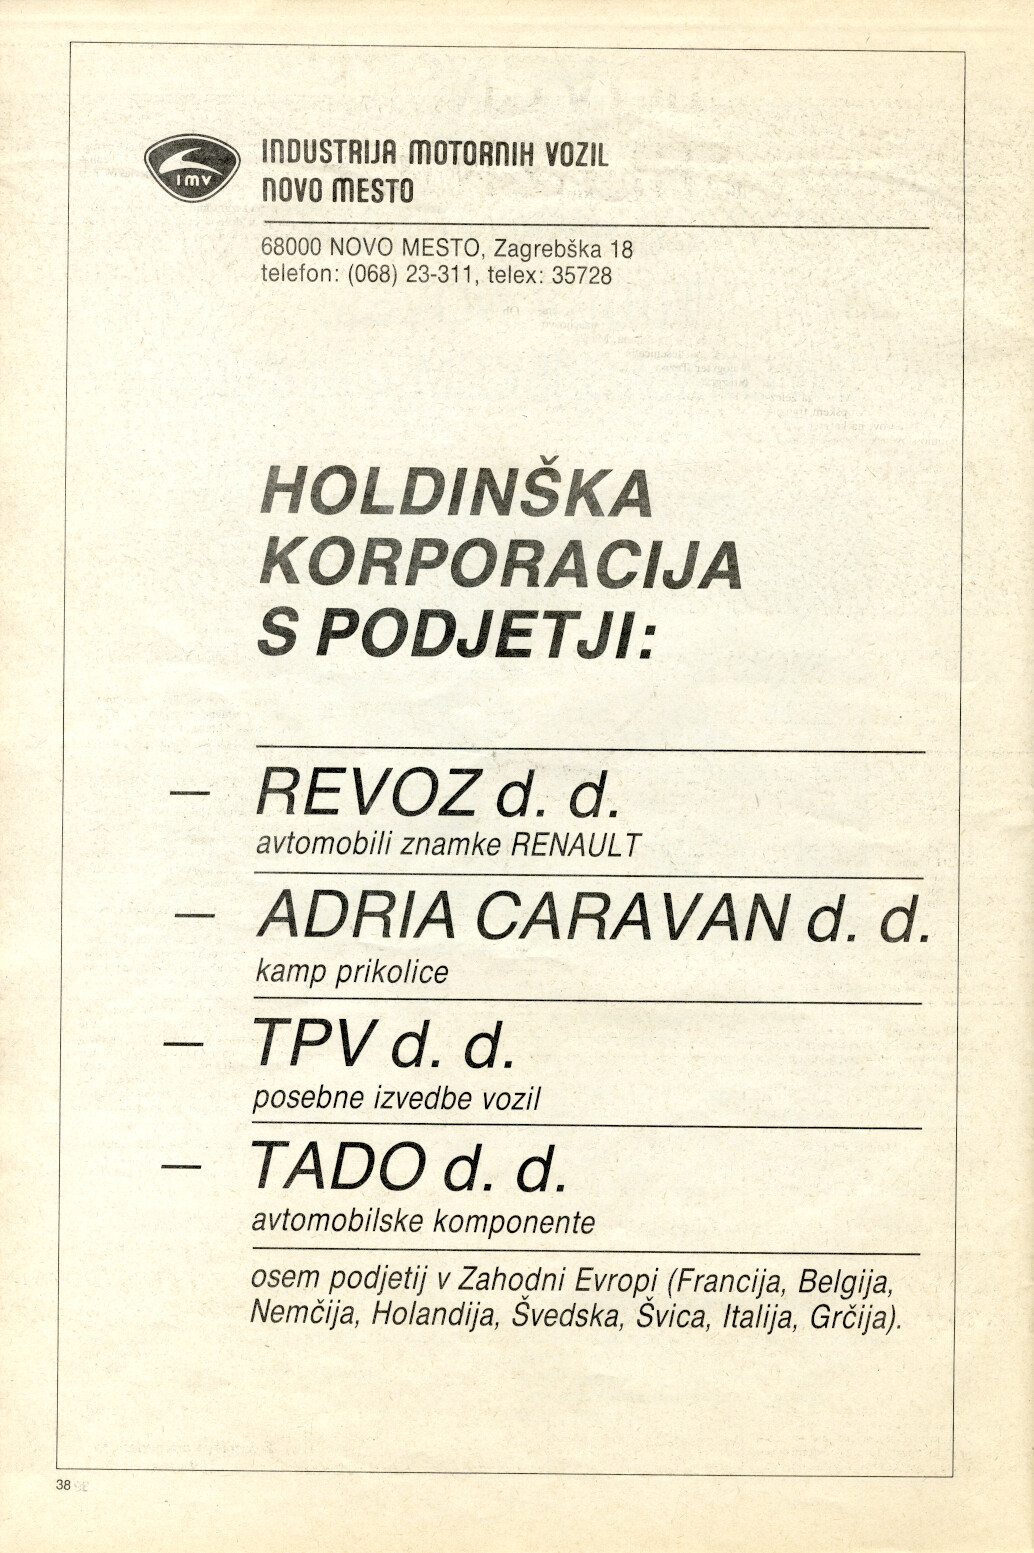 IMV
INDUSTRIJA MOTORNIH VOZIL
NOVO MESTO
68000 NOVO MESTO, Zagrebška 18
telefon: (068) 23-311, telex: 35728
HOLDINŠKA
KORPORACIJA
S PODJETJI:
— REVOZ d. d.
avtomobili znamke RENAULT
— ADRIA CARAVAN d. d.
kamp prikolice
— TPV d. d.
posebne izvedbe vozil
— TADO d. d.
avtomobilske komponente
osem podjetij v Zahodni Evropi (Francija, Belgija,
Nemčija, Holandija, Švedska, Švica, Italija, Grčija).
38